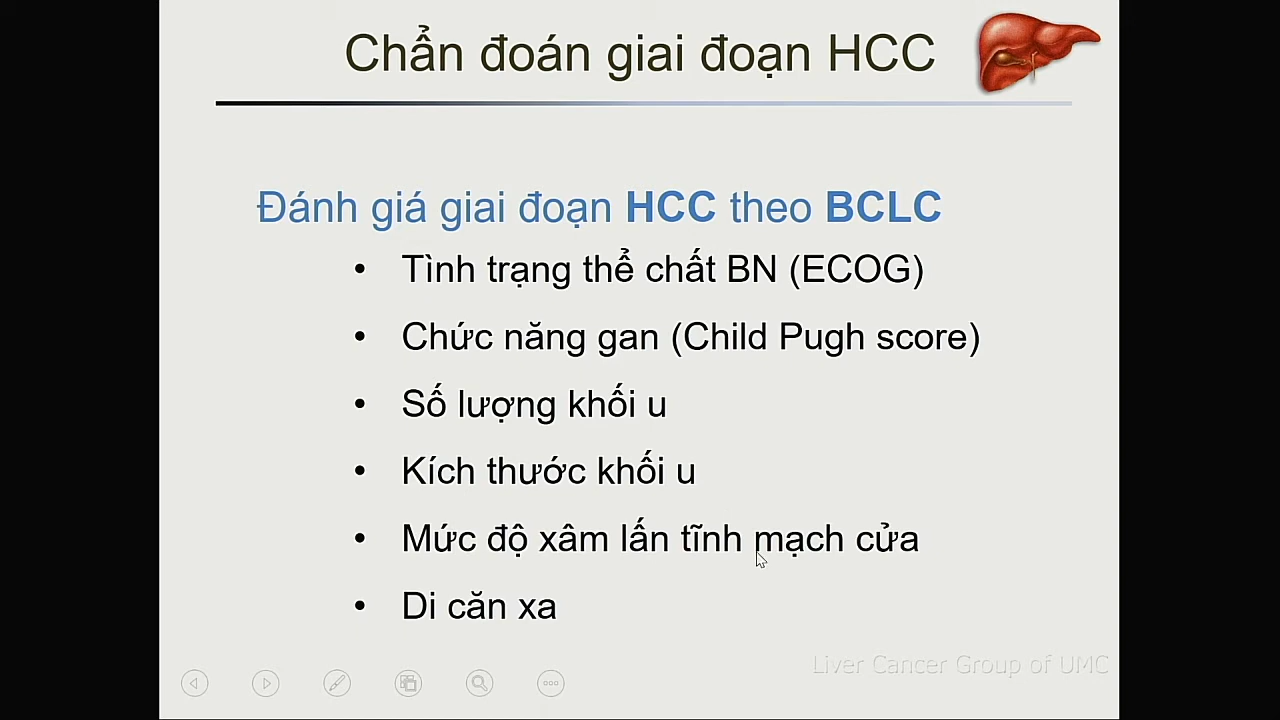 Chẩn đoán giai đoạn HCC
Đánh giá giai đoạn HCC theo BCLC
• Tình trạng thể chất BN (ECOG)
• Chức năng gan (Child Pugh score)
• Số lượng khối u
• Kích thước khối u
• Mức độ xâm lấn tĩnh mạch cửa
• Di căn xa
Liver Cancer Group of UMC